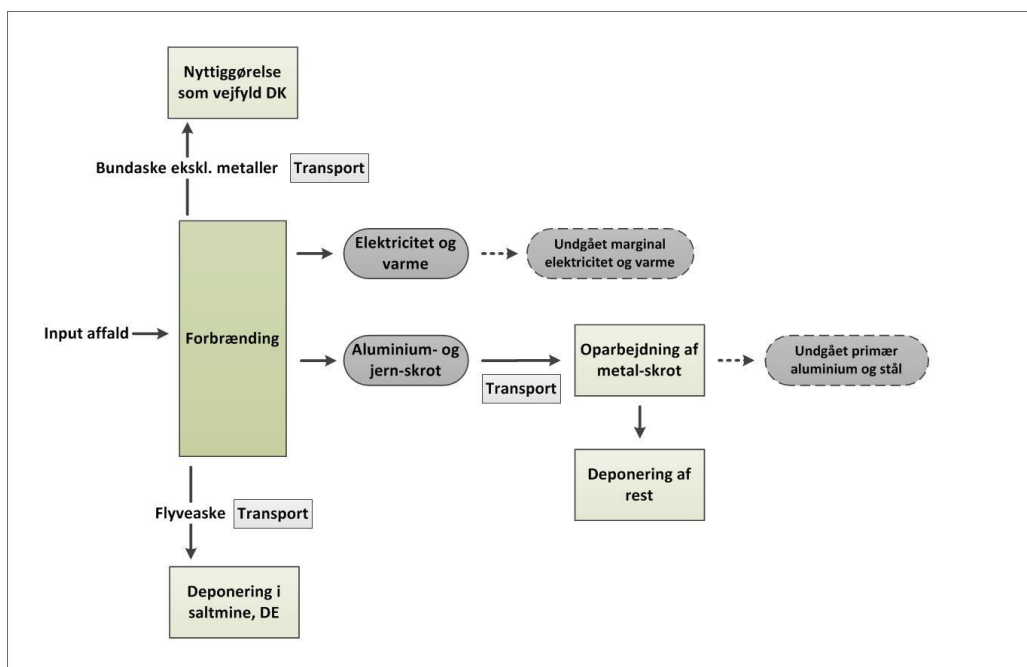 Nyttiggørelse
som vejfyld DK
Bundaske ekskl. metaller
Transport
Elektricitet og
varme
Undgået marginal
elektricitet og varme
Input affald
Forbrænding
Aluminium- og
jern-skrot
Transport
Oparbejdning af
metal-skrot
Undgået primær
aluminium og stål
Deponering af
rest
Flyveaske
Transport
Deponering i
saltmine, DE